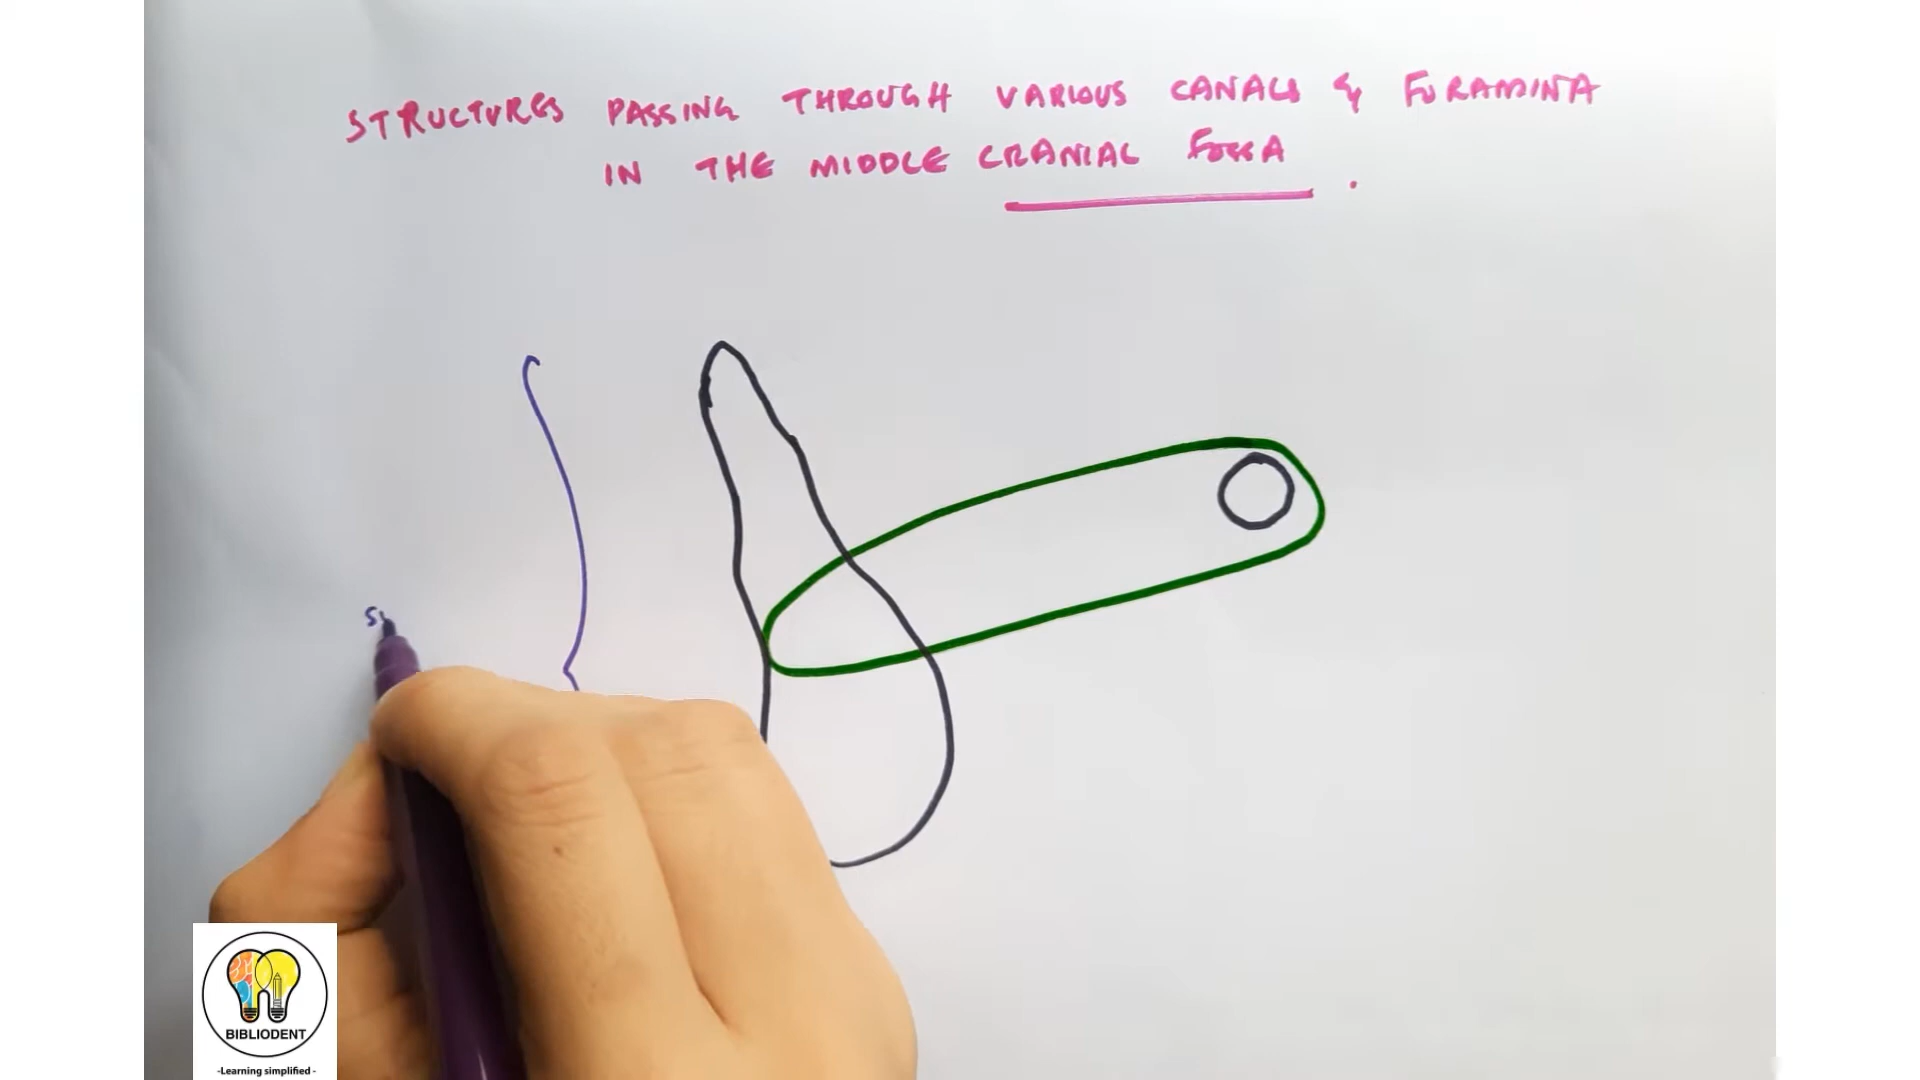 STRUCTURES PASSING THROUGH VARIOUS CANALS & FORAMINA
IN THE MIDDLE CRANIAL FOSSA.
BIBLIODENT
-Learning simplified-